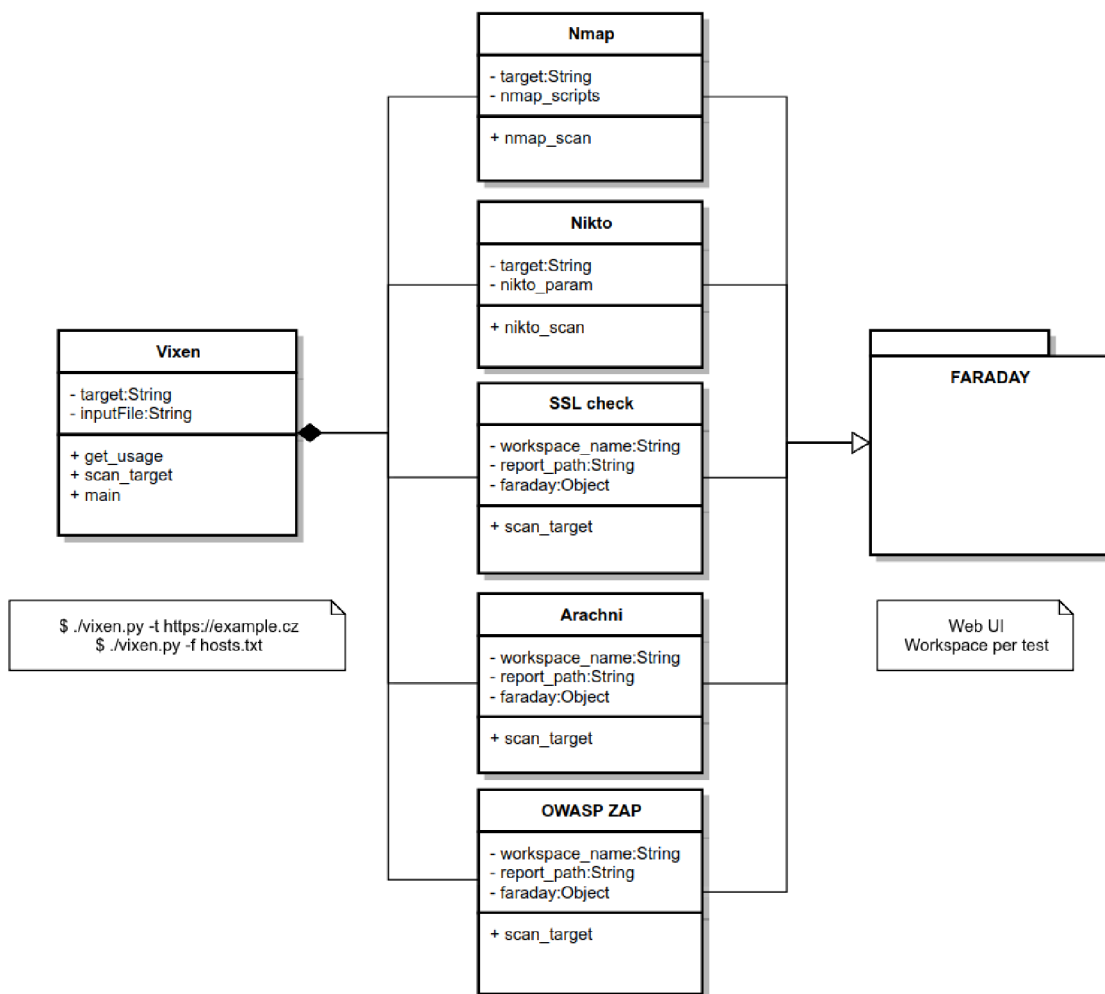 Nmap
- target:String
- nmap_scripts
+ nmap_scan
Nikto
- target:String
- nikto_param
+ nikto_scan
Vixen
- target:String
- inputFile:String
+ get_usage
+ scan_target
+ main
SSL check
- workspace_name:String
- report_path:String
- faraday:Object
+ scan_target
FARADAY
$ ./vixen.py -t https://example.cz
$ ./vixen.py -f hosts.txt
Arachni
- workspace_name:String
- report_path:String
- faraday:Object
+ scan_target
Web UI
Workspace per test
OWASP ZAP
- workspace_name:String
- report_path:String
- faraday:Object
+ scan_target